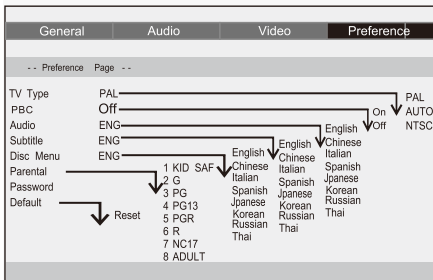 General Audio Video Preference
- - Preference Page - -
TV Type PAL
PBC Off
Audio ENG
Subtitle ENG
Disc Menu ENG
Parental
Password
Default
Reset
1 KID SAF
2 G
3 PG
4 PG13
5 PGR
6 R
7 NC17
8 ADULT
English
Chinese
Italian
Spanish
Jpanese
Korean
Russian
Thai
English
Chinese
Italian
Spanish
Jpanese
Korean
Russian
Thai
English
Chinese
Italian
Spanish
Jpanese
Korean
Russian
Thai
On
Off
PAL
AUTO
NTSC